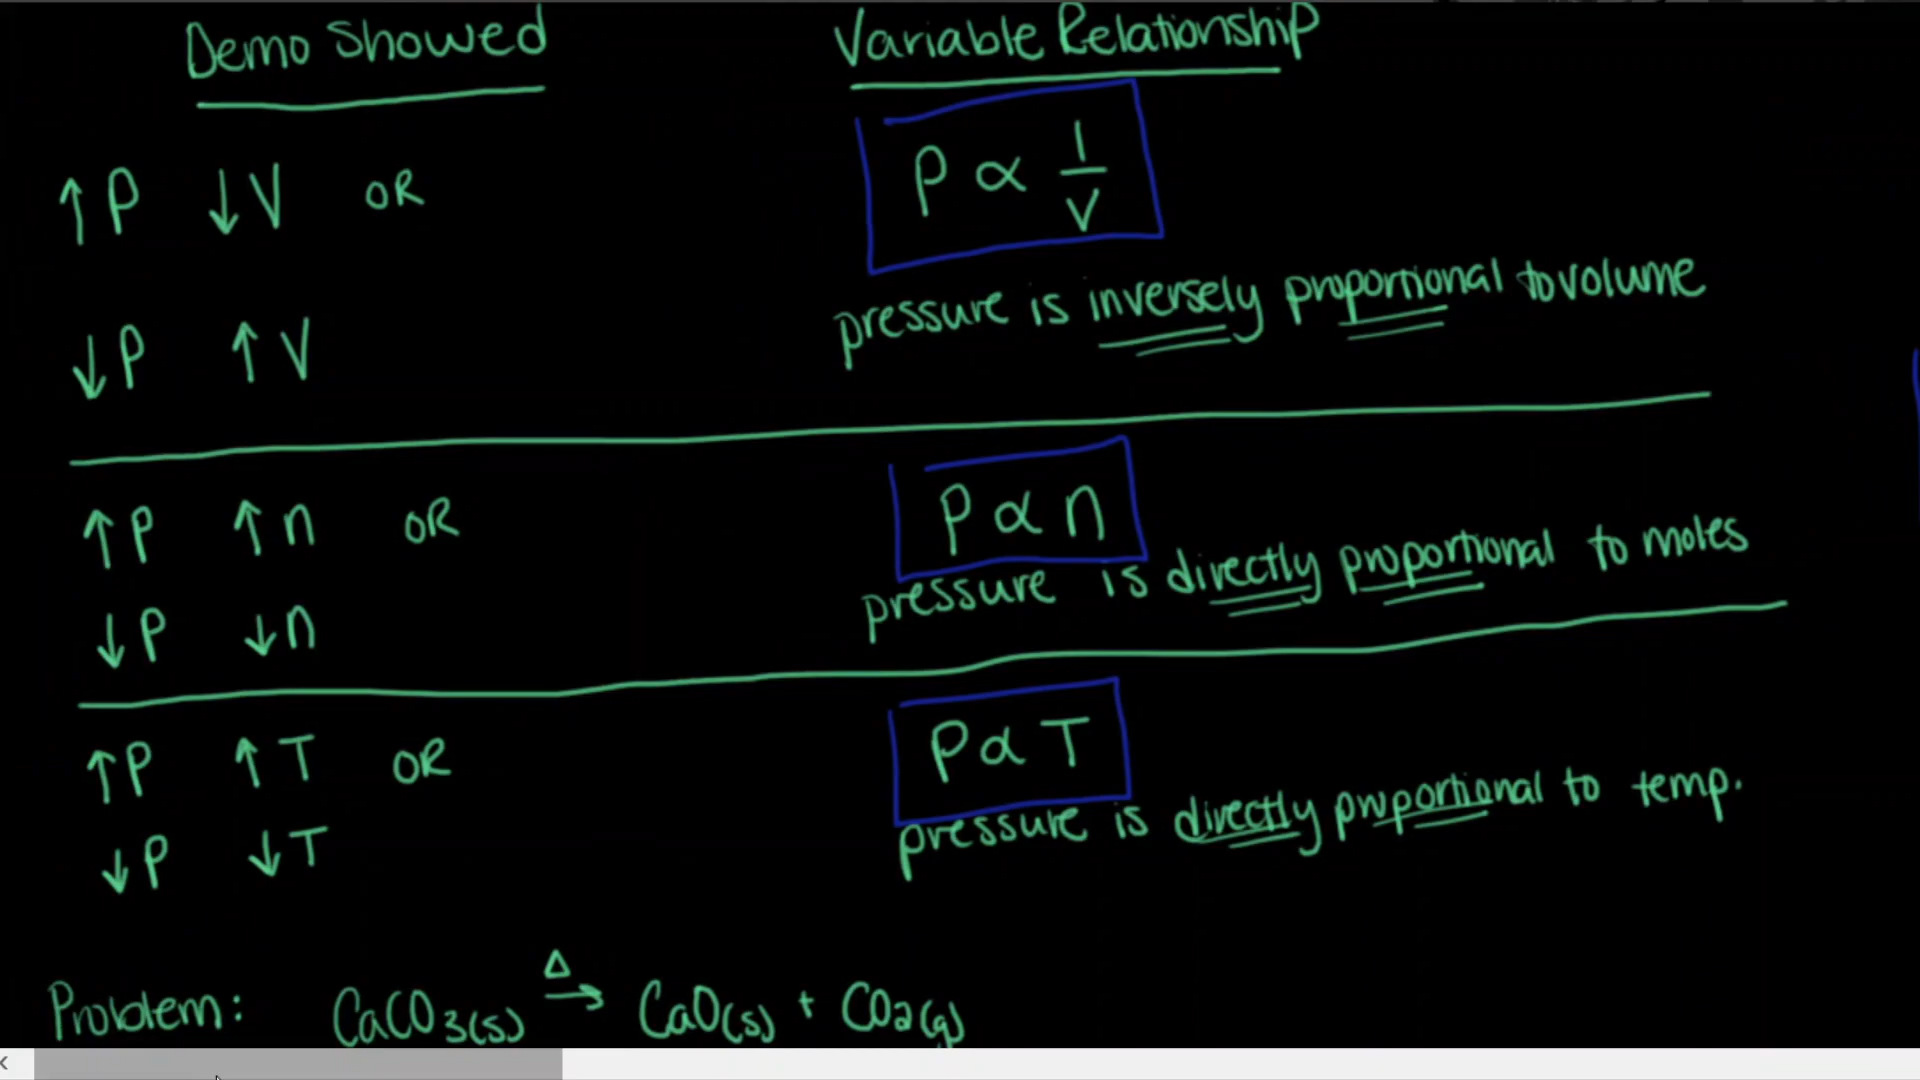 Demo Showed
Variable Relationship
↑P ↓V OR
P ∝ 1/V
↓P ↑V
pressure is inversely proportional to volume
↑P ↑n OR
P ∝ n
↓P ↓n
pressure is directly proportional to moles
↑P ↑T OR
P ∝ T
↓P ↓T
pressure is directly proportional to temp.
Problem: CaCO3(s) Δ→ CaO(s) + CO2(g)